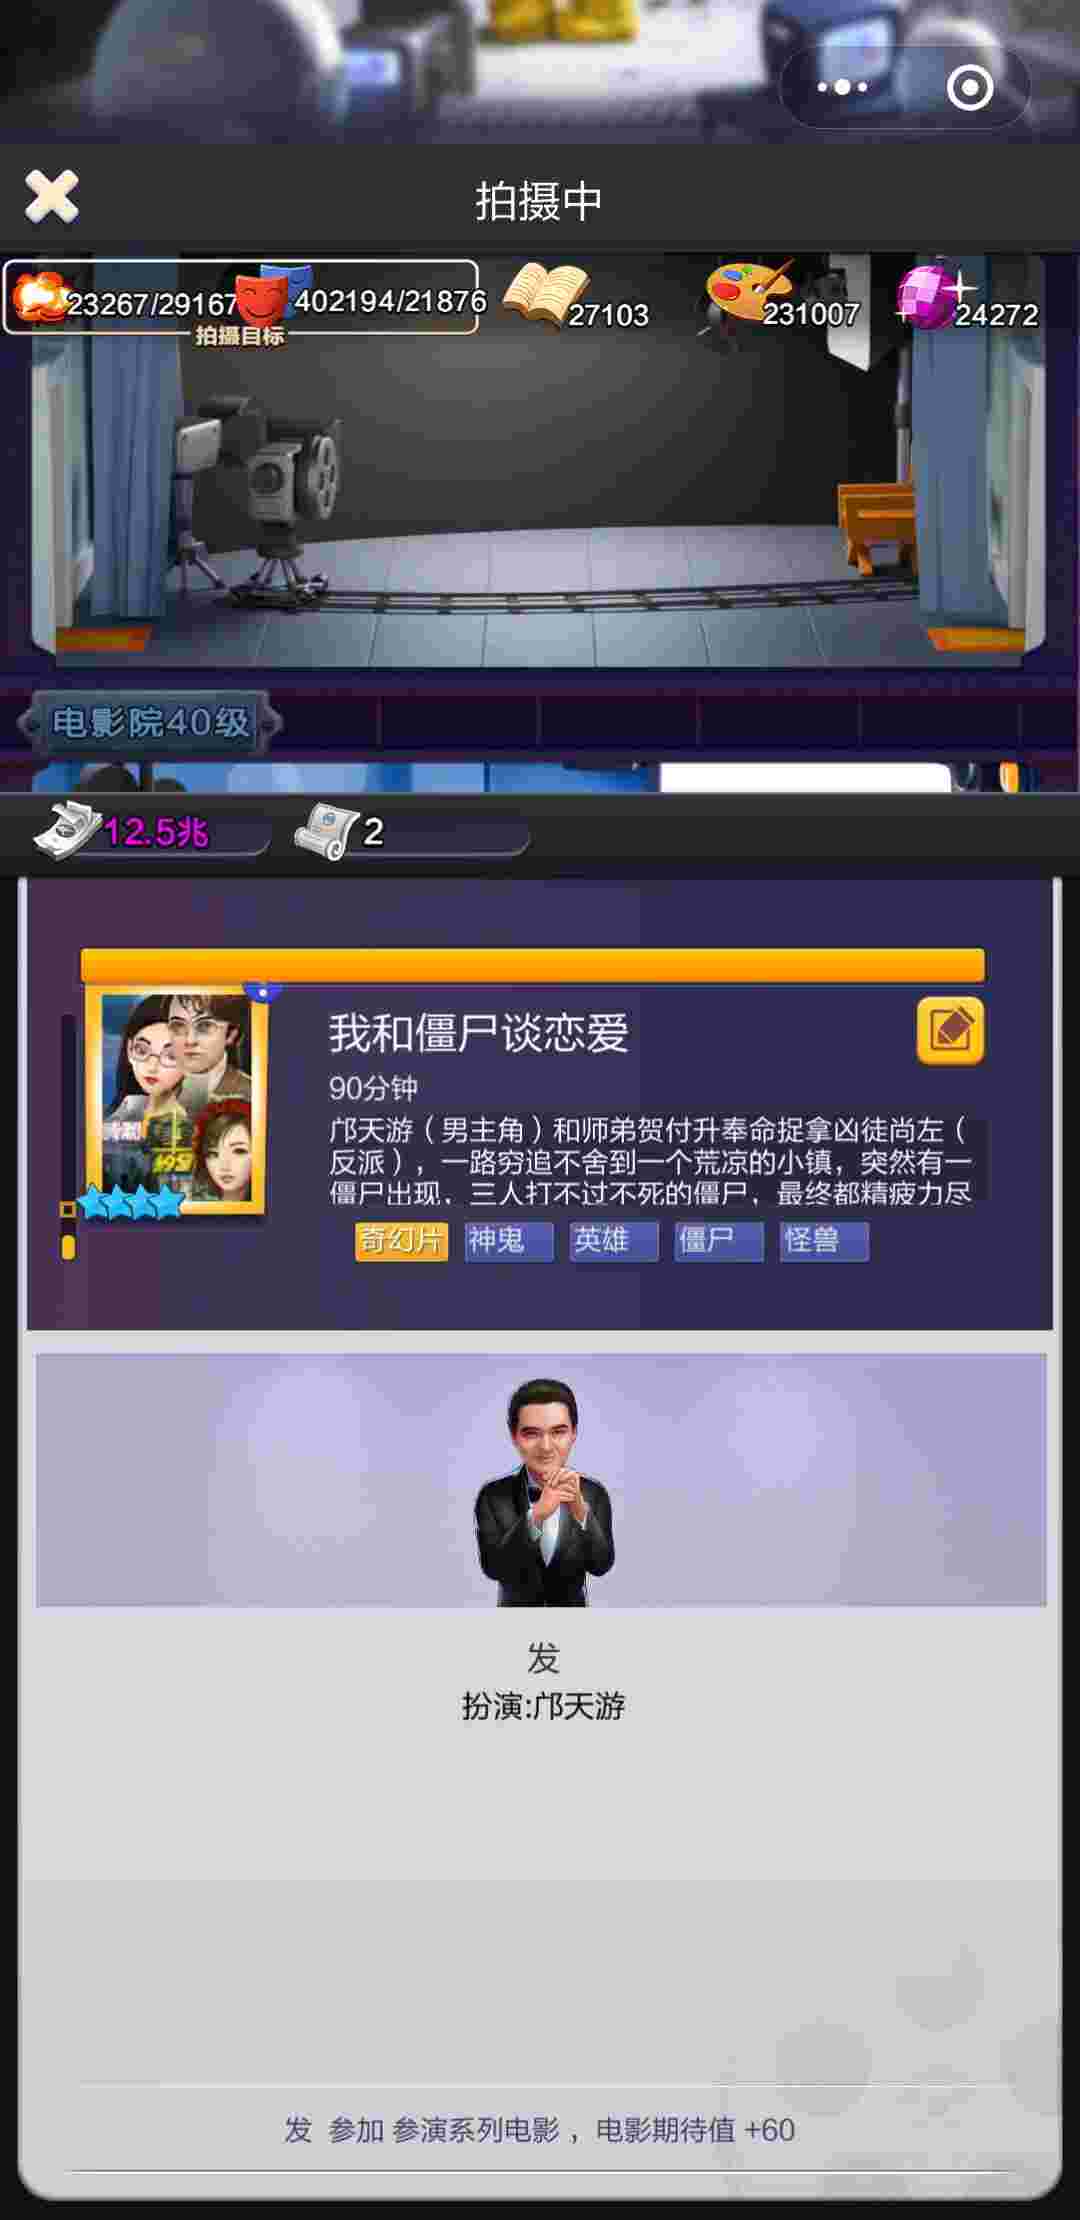 拍摄中
23267/29167
402194/21876
27103
231007
24272
拍摄目标
电影院40级
12.5兆
2
我和僵尸谈恋爱
90分钟
邝天游（男主角）和师弟贺付升奉命捉拿凶徒尚左（
反派），一路穷追不舍到一个荒凉的小镇，突然有一
僵尸出现，三人打不过不死的僵尸，最终都精疲力尽
奇幻片 神鬼 英雄 僵尸 怪兽
发
扮演:邝天游
发 参加 参演系列电影， 电影期待值 +60